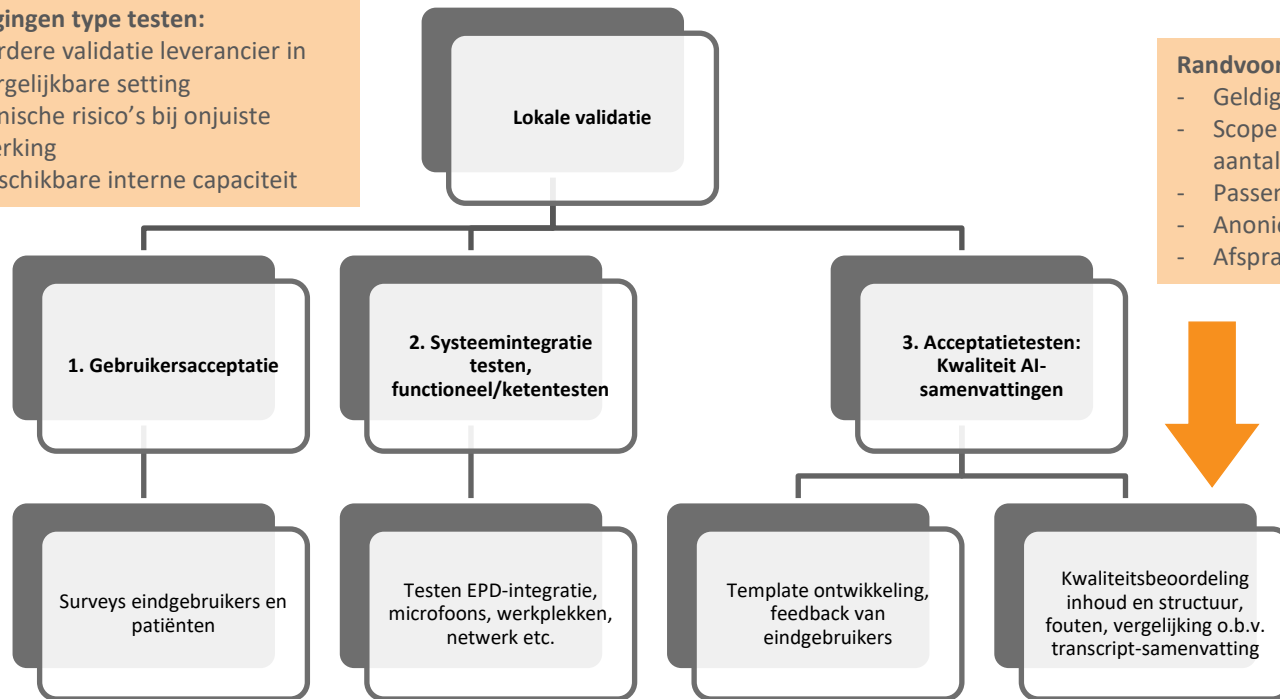 gingen type testen:
rdere validatie leverancier in
rgelijkbare setting
nische risico's bij onjuiste
erking
schikbare interne capaciteit
Lokale validatie
Randvoor
- Geldig
- Scope
aantal
- Passer
- Anonie
- Afspra
1. Gebruikersacceptatie
2. Systeemintegratie
testen,
functioneel/ketentesten
3. Acceptatietesten:
Kwaliteit AI-
samenvattingen
Surveys eindgebruikers en
patiënten
Testen EPD-integratie,
microfoons, werkplekken,
netwerk etc.
Template ontwikkeling,
feedback van
eindgebruikers
Kwaliteitsbeoordeling
inhoud en structuur,
fouten, vergelijking o.b.v.
transcript-samenvatting